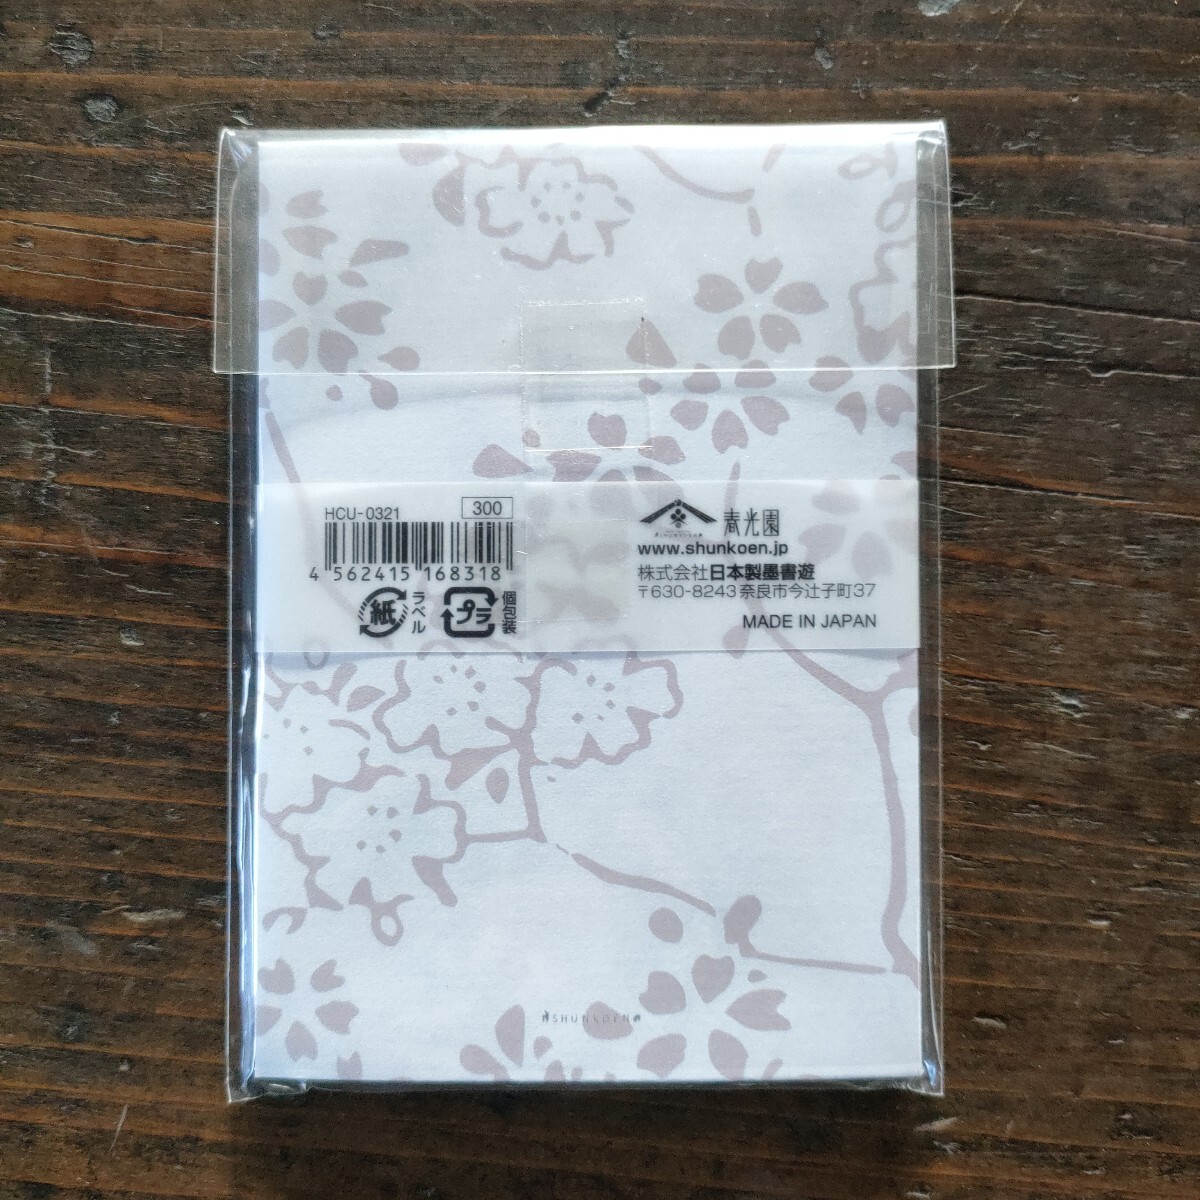 HCU-0321
300
4 562415 168318
紙
ラベル
プラ
個包装
春光園
www.shunkoen.jp
株式会社日本製墨書遊
〒630-8243 奈良市今辻子町37
MADE IN JAPAN
SHUNKOEN